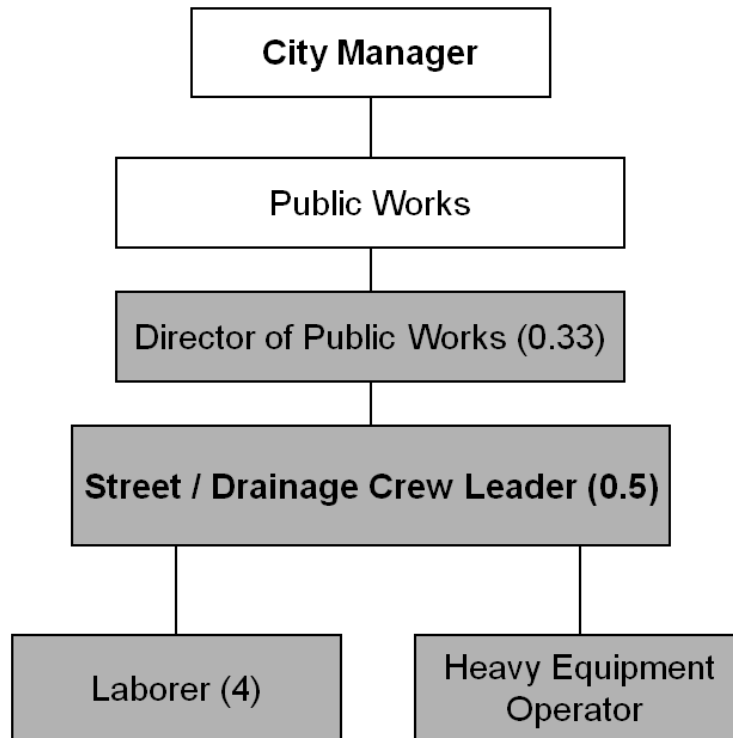 City Manager
Public Works
Director of Public Works (0.33)
Street / Drainage Crew Leader (0.5)
Laborer (4)
Heavy Equipment
Operator